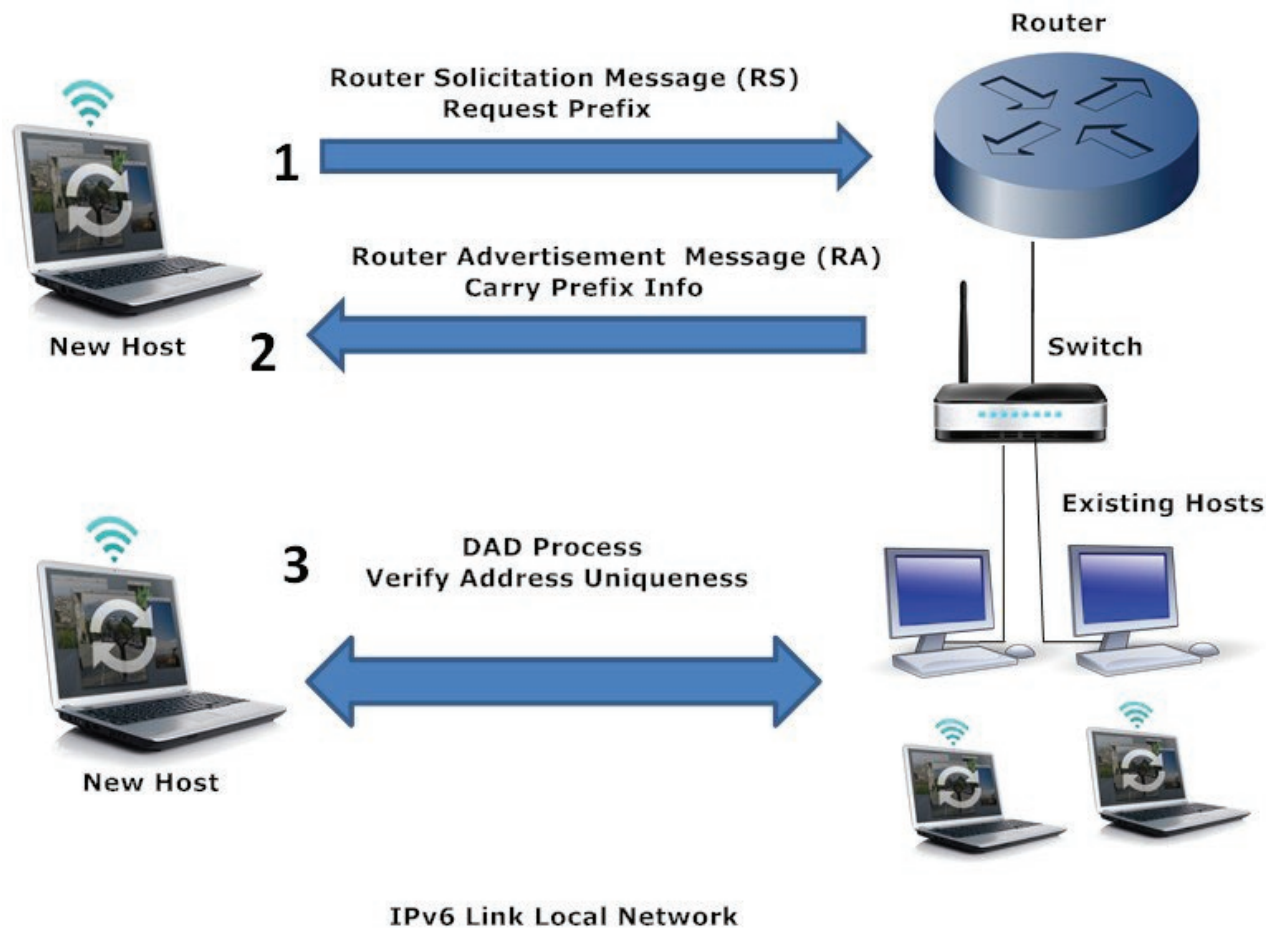 Router
Router Solicitation Message (RS)
Request Prefix
1
Router Advertisement Message (RA)
Carry Prefix Info
New Host
2
Switch
Existing Hosts
3
DAD Process
Verify Address Uniqueness
New Host
IPv6 Link Local Network